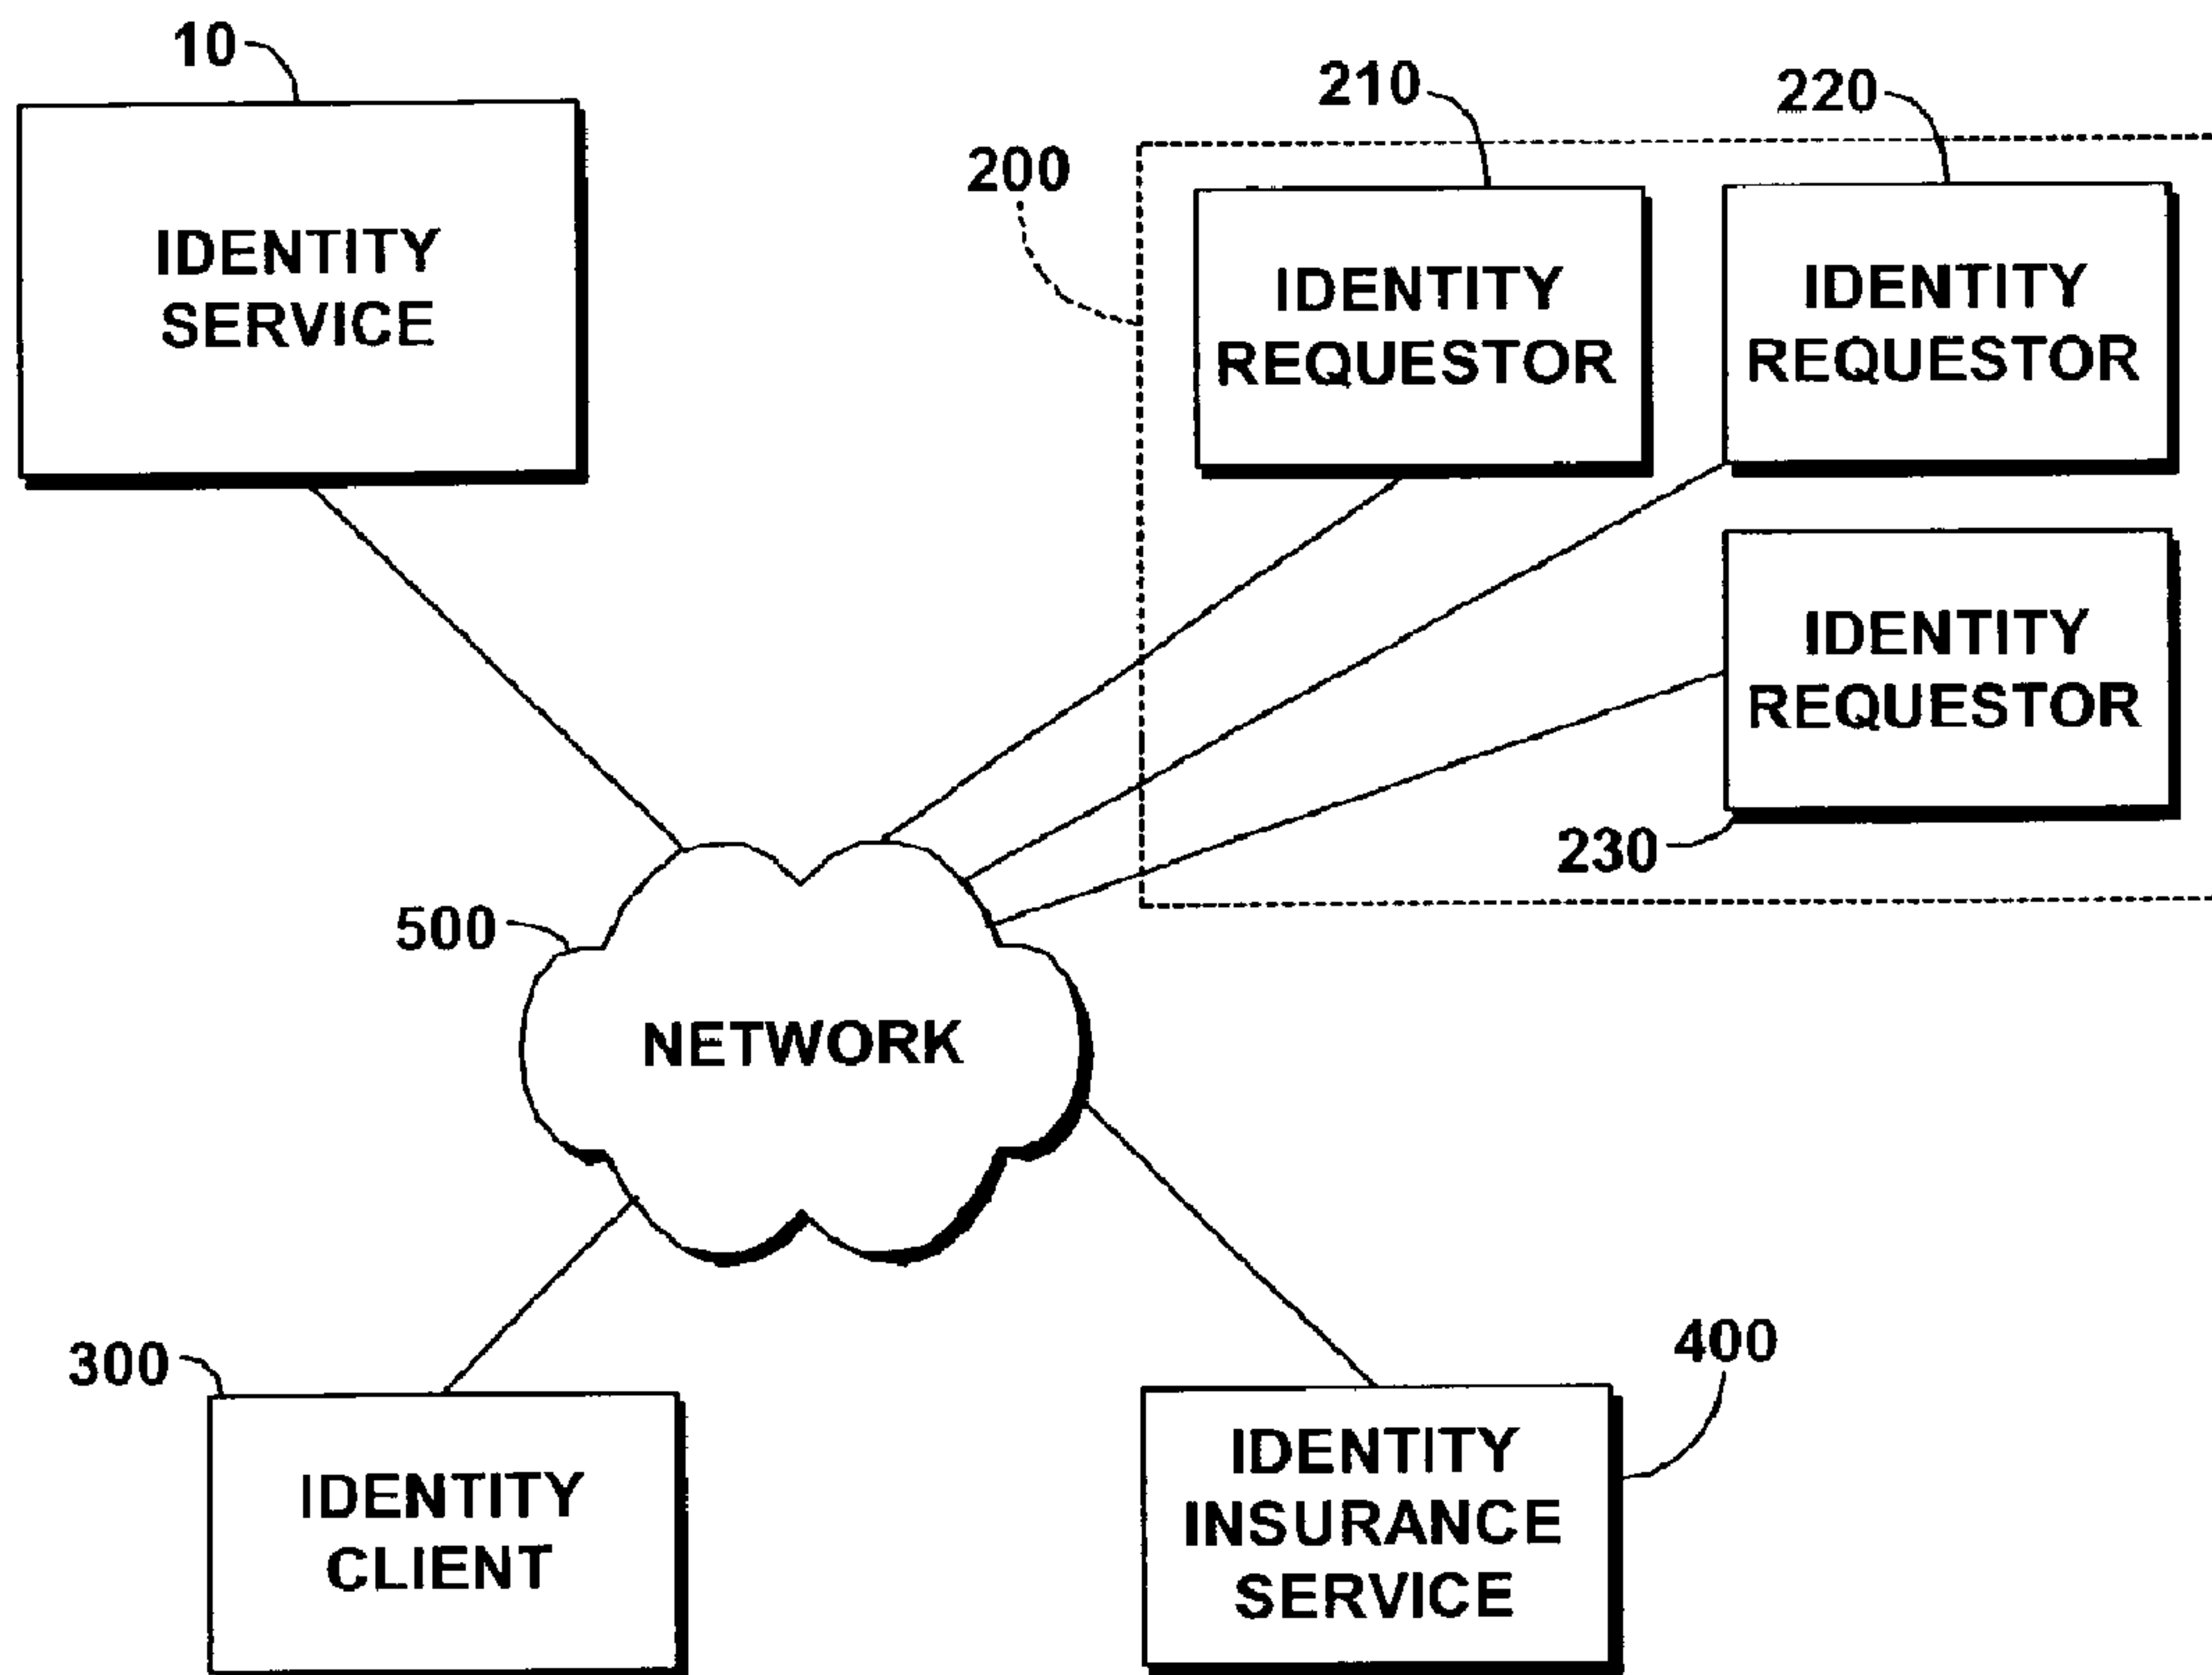 10
IDENTITY
SERVICE
200
210
IDENTITY
REQUESTOR
220
IDENTITY
REQUESTOR
IDENTITY
REQUESTOR
230
500
NETWORK
300
IDENTITY
CLIENT
400
IDENTITY
INSURANCE
SERVICE